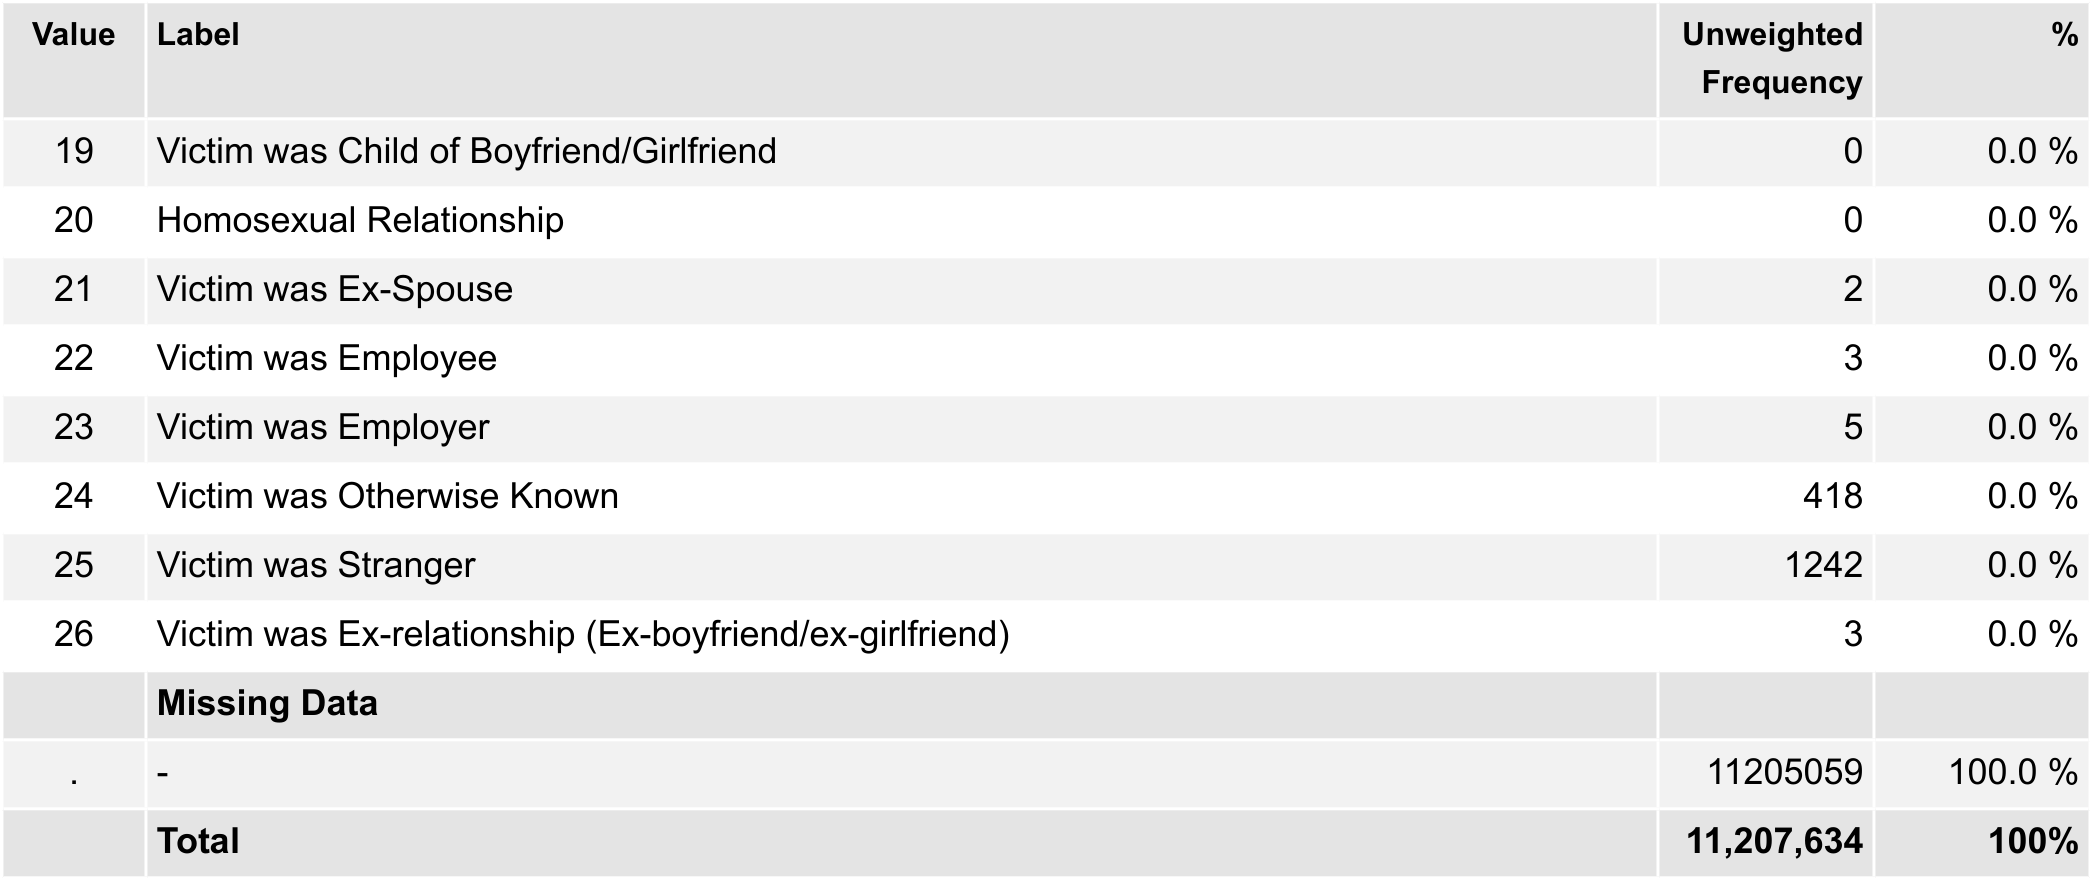 Value Label Unweighted Frequency %
19 Victim was Child of Boyfriend/Girlfriend 0 0.0 %
20 Homosexual Relationship 0 0.0 %
21 Victim was Ex-Spouse 2 0.0 %
22 Victim was Employee 3 0.0 %
23 Victim was Employer 5 0.0 %
24 Victim was Otherwise Known 418 0.0 %
25 Victim was Stranger 1242 0.0 %
26 Victim was Ex-relationship (Ex-boyfriend/ex-girlfriend) 3 0.0 %
Missing Data
. - 11205059 100.0 %
Total 11,207,634 100%